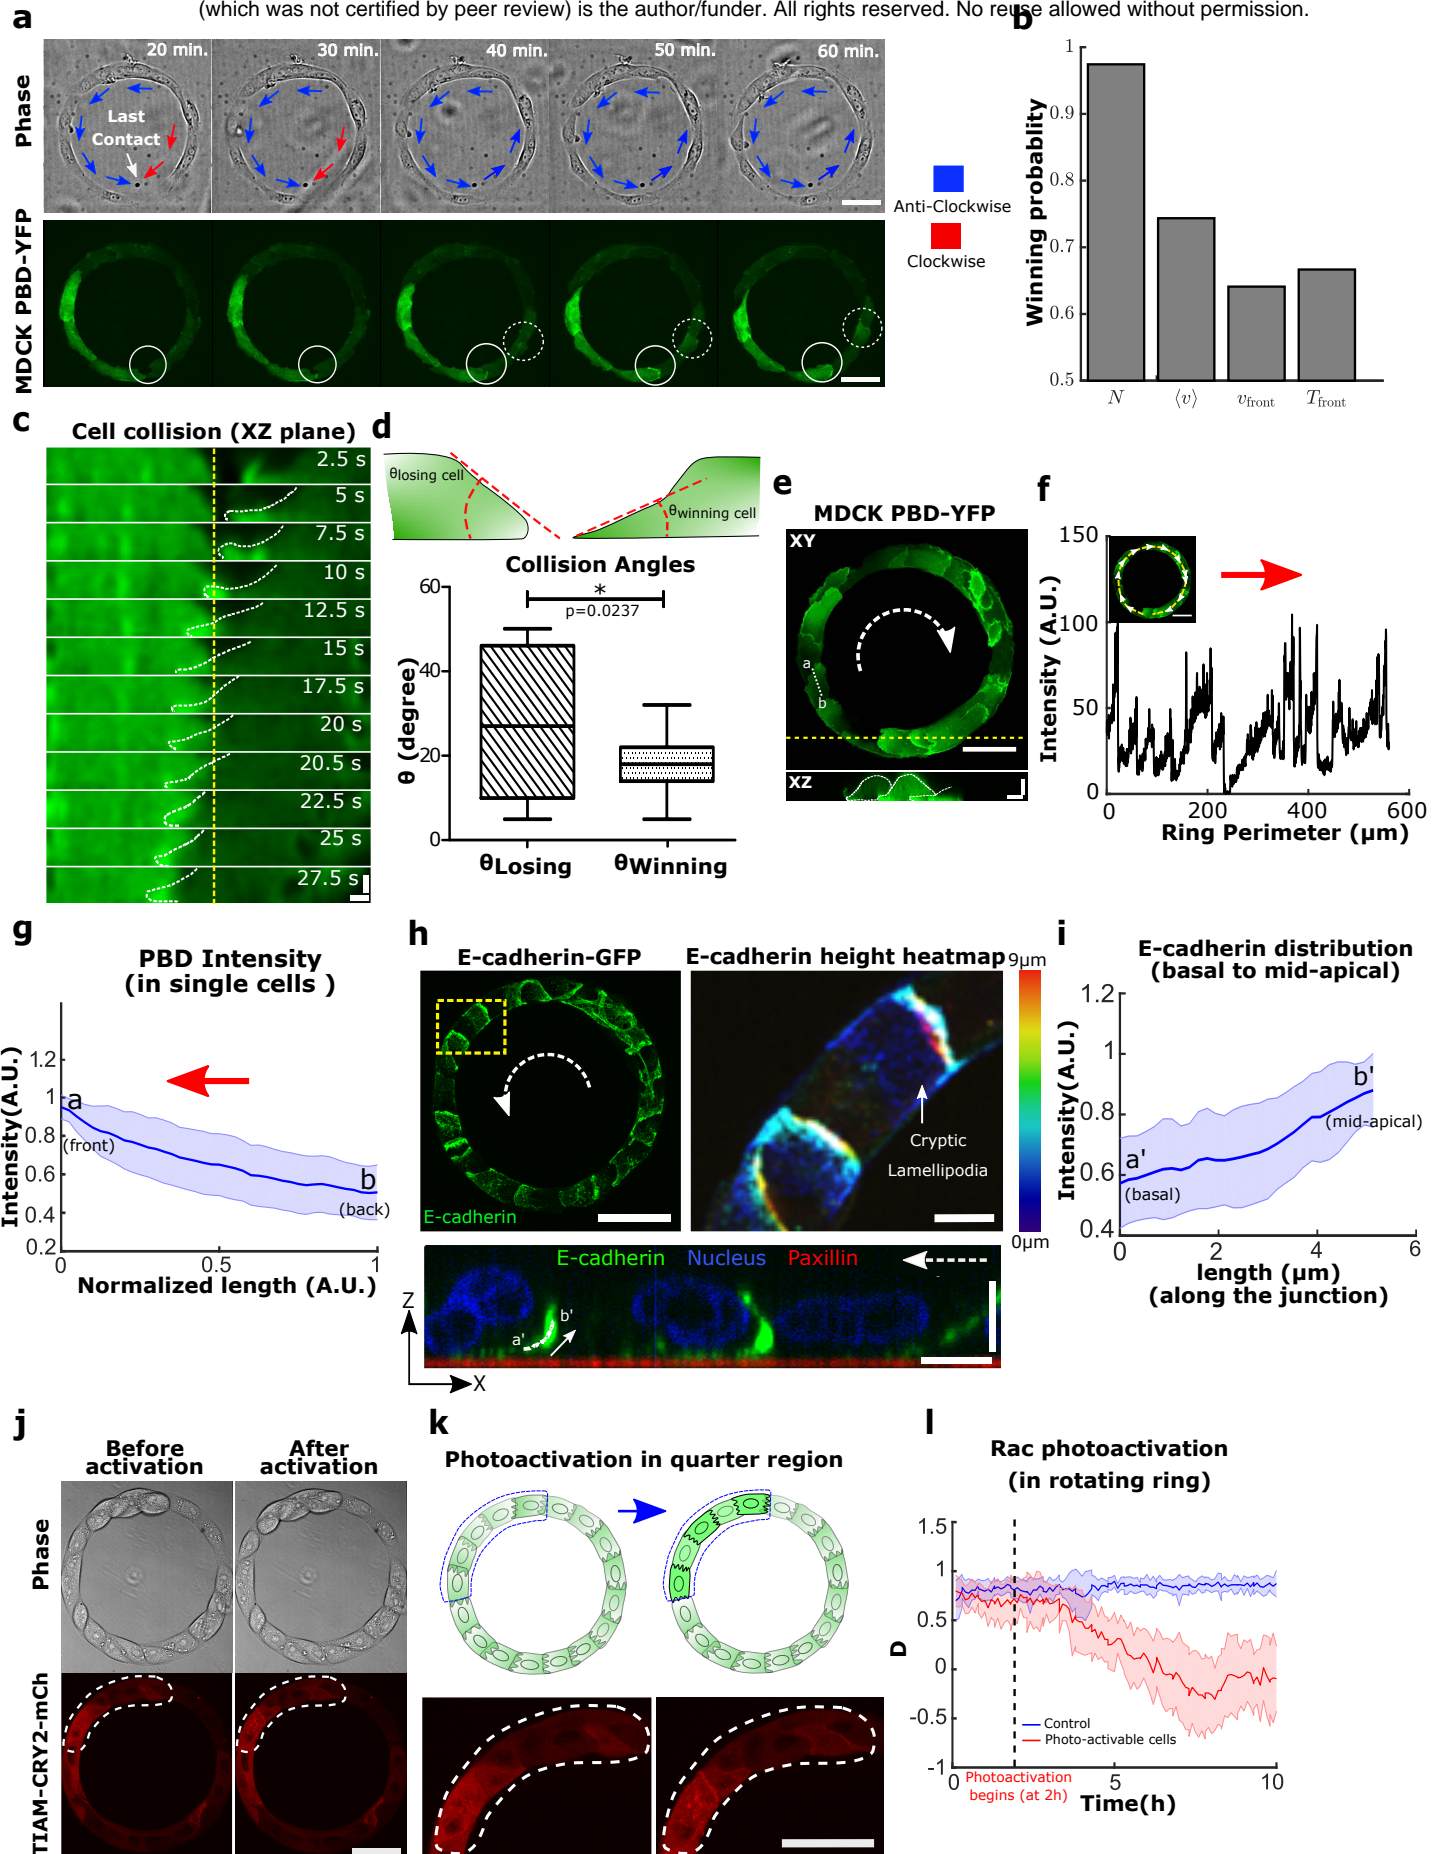 (which was not certified by peer review) is the author/funder. All rights reserved. No reuse allowed without permission.
a
20 min.
30 min.
40 min.
50 min.
60 min.
Phase
Last
Contact
MDCK PBD-YFP
Anti-Clockwise
Clockwise
b
Winning probablity
1
0.9
0.8
0.7
0.6
0.5
N
⟨v⟩
v_front
T_front
c
Cell collision (XZ plane)
2.5 s
5 s
7.5 s
10 s
12.5 s
15 s
17.5 s
20 s
20.5 s
22.5 s
25 s
27.5 s
d
θlosing cell
θwinning cell
Collision Angles
*
p=0.0237
θ (degree)
60
40
20
0
θLosing
θWinning
e
MDCK PBD-YFP
XY
a
b
XZ
f
Intensity (A.U.)
150
100
50
0
0
200
400
600
Ring Perimeter (µm)
g
PBD Intensity
(in single cells )
Intensity(A.U.)
1.2
1
0.8
0.6
0.4
0.2
a
(front)
b
(back)
0
0.5
1
Normalized length (A.U.)
h
E-cadherin-GFP
E-cadherin
E-cadherin height heatmap
Cryptic
Lamellipodia
9µm
0µm
E-cadherin Nucleus Paxillin
Z
X
a'
b'
i
E-cadherin distribution
(basal to mid-apical)
Intensity(A.U.)
1.2
1
0.8
0.6
0.4
a'
(basal)
b'
(mid-apical)
0
2
4
6
length (µm)
(along the junction)
j
Before
activation
After
activation
Phase
TIAM-CRY2-mCh
k
Photoactivation in quarter region
l
Rac photoactivation
(in rotating ring)
D
1.5
1
0.5
0
-0.5
-1
Control
Photo-activable cells
0
5
10
Photoactivation
begins (at 2h)
Time(h)